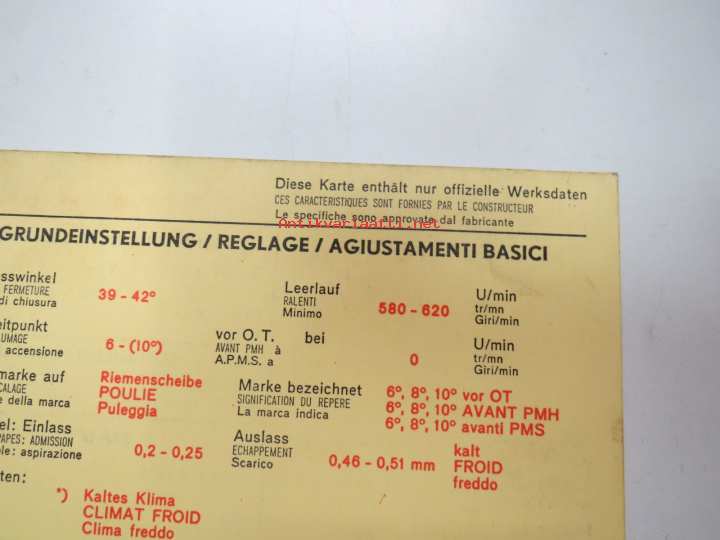 Diese Karte enthält nur offizielle Werksdaten
CES CARACTERISTIQUES SONT FORNIES PAR LE CONSTRUCTEUR
Le specifiche sono approvate dal fabricante
Antikvariaatti.net
GRUNDEINSTELLUNG / REGLAGE / AGIUSTAMENTI BASICI
sswinkel
FERMETURE
di chiusura
39 - 42°
Leerlauf
RALENTI
Minimo
580 - 620
U/min
tr/mn
Giri/min
eitpunkt
UMAGE
accensione
6 - (10°)
vor O. T. bei
AVANT PMH à
A.P.M.S. a
0
U/min
tr/mn
Giri/min
marke auf
CALAGE
e della marca
Riemenscheibe
POULIE
Puleggia
Marke bezeichnet
SIGNIFICATION DU REPERE
La marca indica
6°, 8°, 10° vor OT
6°, 8°, 10° AVANT PMH
6°, 8°, 10° avanti PMS
el: Einlass
PAPES: ADMISSION
ole: aspirazione
0,2 - 0,25
Auslass
ECHAPPEMENT
Scarico
0,46 - 0,51 mm
kalt
FROID
freddo
ten:
*) Kaltes Klima
CLIMAT FROID
Clima freddo